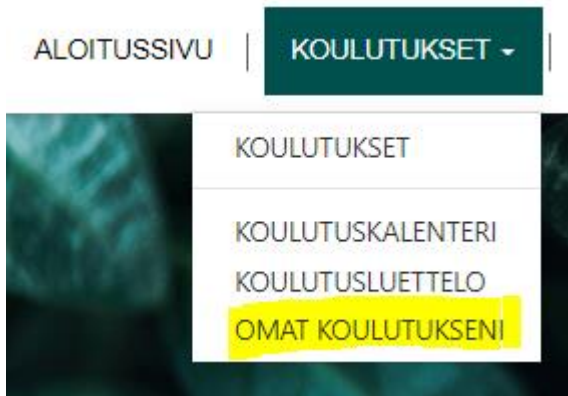 ALOITUSSIVU | KOULUTUKSET |
KOULUTUKSET
KOULUTUSKALENTERI
KOULUTUSLUETTELO
OMAT KOULUTUKSENI